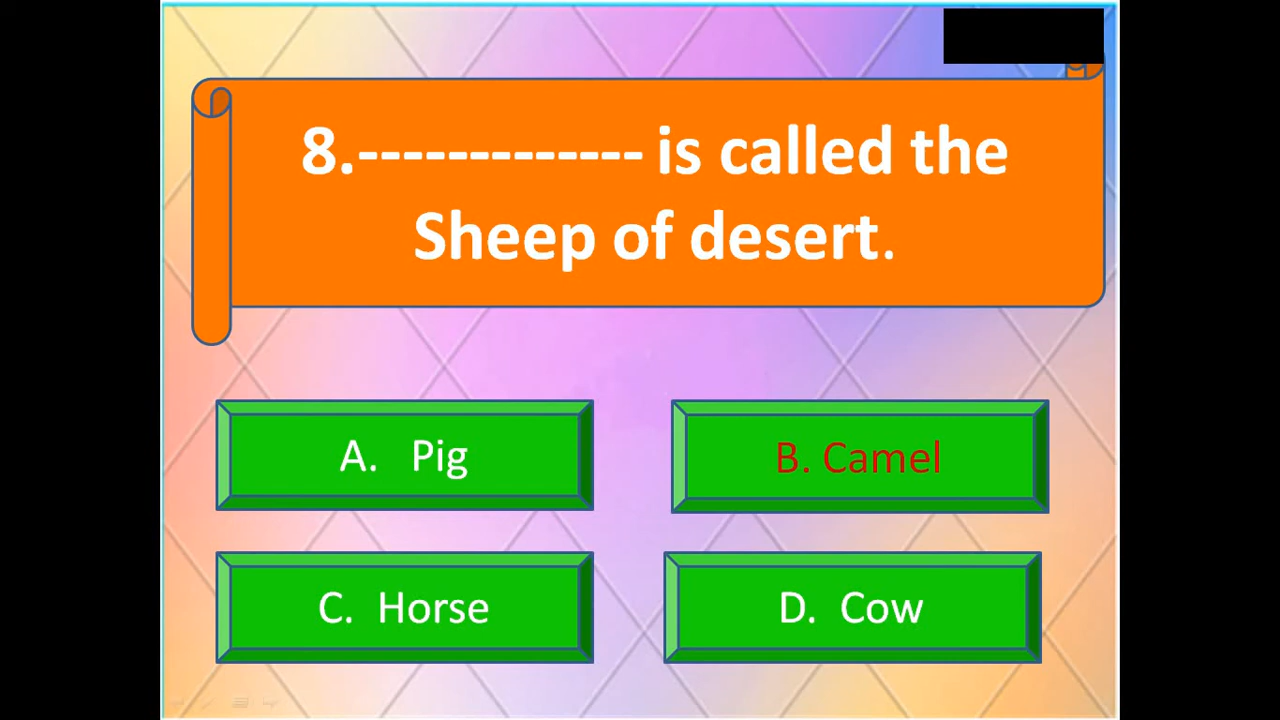 8.------------- is called the
Sheep of desert.
A. Pig
B. Camel
C. Horse
D. Cow